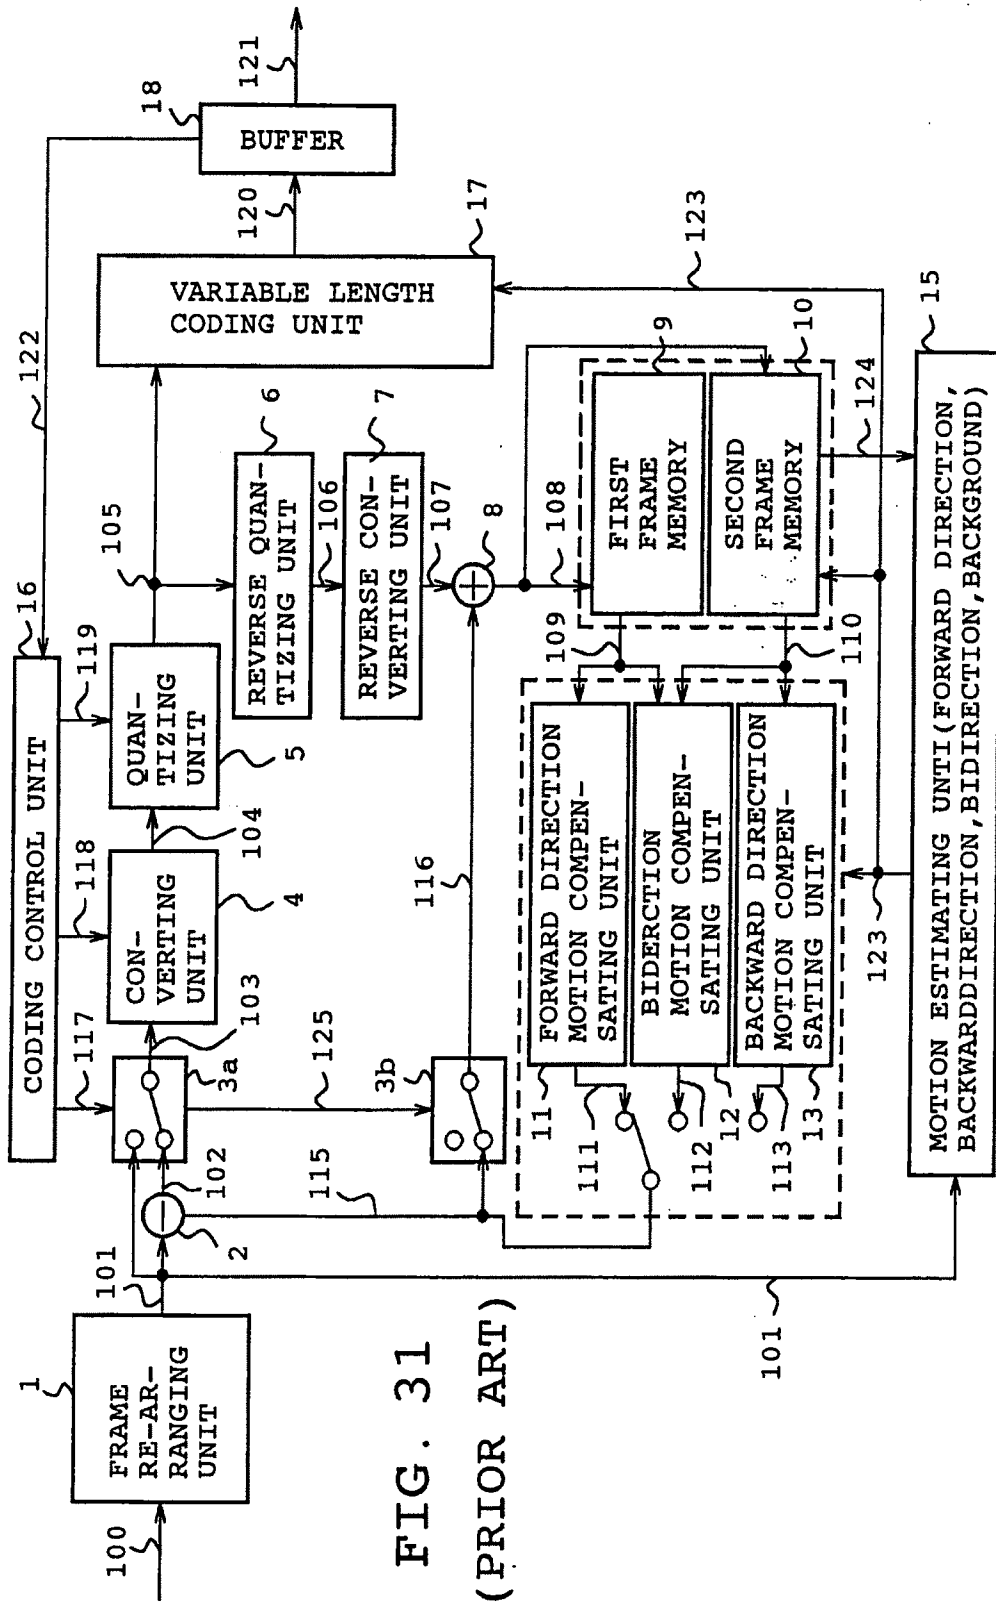 100
1
FRAME
RE-AR-
RANGING
UNIT
101
2
102
115
101
16
CODING CONTROL UNIT
117
118
119
122
3a
103
125
3b
116
CON-
VERTING
UNIT
4
104
QUAN-
TIZING
UNIT
5
105
REVERSE QUAN-
TIZING UNIT
6
106
REVERSE CON-
VERTING UNIT
7
107
8
108
VARIABLE LENGTH
CODING UNIT
17
120
BUFFER
18
121
123
FIRST
FRAME
MEMORY
9
SECOND
FRAME
MEMORY
10
109
110
124
FORWARD DIRECTION
MOTION COMPEN-
SATING UNIT
11
111
BIDERCTION
MOTION COMPEN-
SATING UNIT
12
112
BACKWARD DIRECTION
MOTION COMPEN-
SATING UNIT
13
113
123
15
MOTION ESTIMATING UNTI(FORWARD DIRECTION,
BACKWARDDIRECTION,BIDIRECTION,BACKGROUND)
FIG. 31
(PRIOR ART)